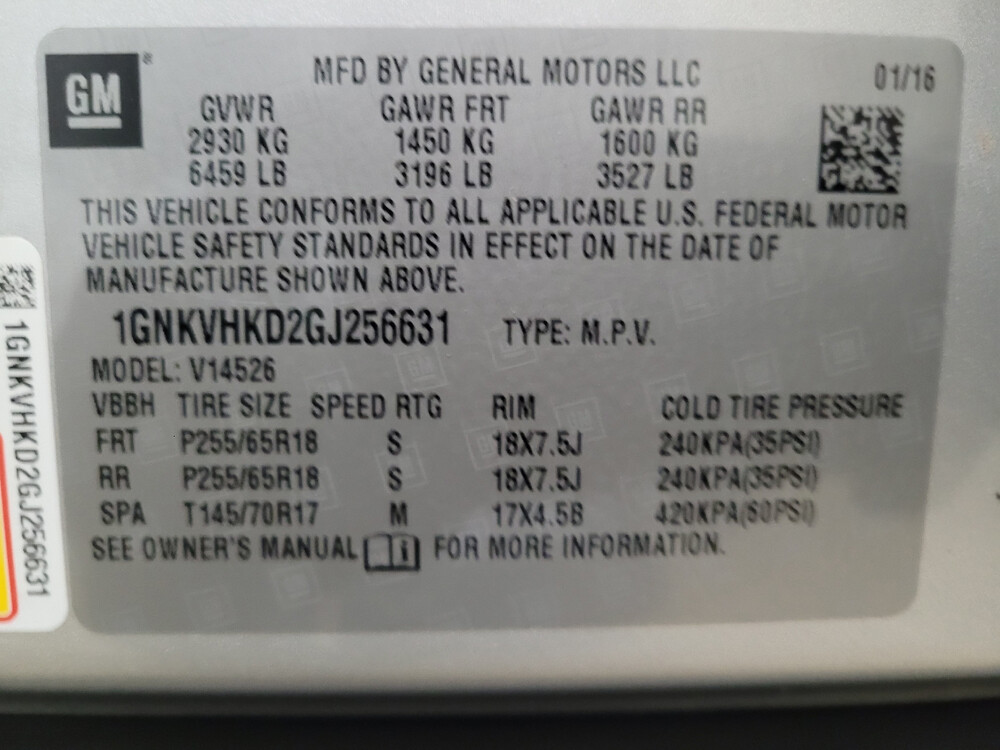 GM ®
MFD BY GENERAL MOTORS LLC 01/16
GVWR GAWR FRT GAWR RR
2930 KG 1450 KG 1600 KG
6459 LB 3196 LB 3527 LB
THIS VEHICLE CONFORMS TO ALL APPLICABLE U.S. FEDERAL MOTOR
VEHICLE SAFETY STANDARDS IN EFFECT ON THE DATE OF
MANUFACTURE SHOWN ABOVE.
1GNKVHKD2GJ256631 TYPE: M.P.V.
MODEL: V14526
VBBH TIRE SIZE SPEED RTG RIM COLD TIRE PRESSURE
FRT P255/65R18 S 18X7.5J 240KPA(35PSI)
RR P255/65R18 S 18X7.5J 240KPA(35PSI)
SPA T145/70R17 M 17X4.5B 420KPA(60PSI)
SEE OWNER'S MANUAL FOR MORE INFORMATION.
1GNKVHKD2GJ256631